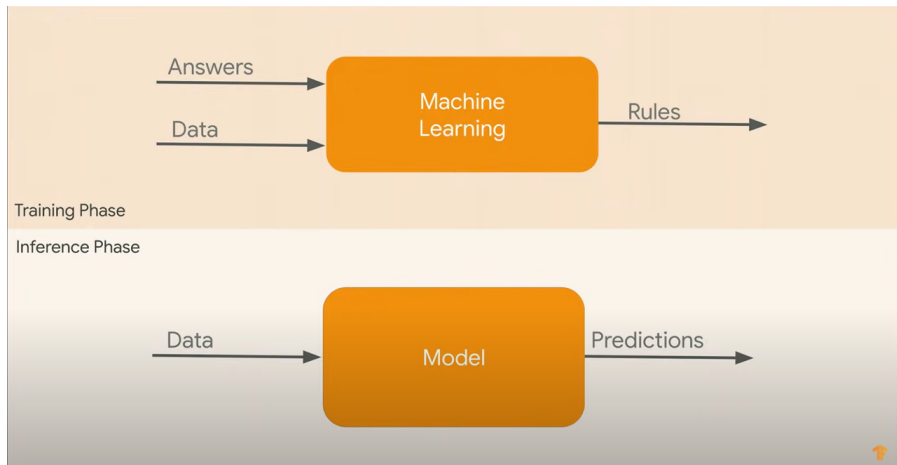 Answers
Data
Machine
Learning
Rules
Training Phase
Inference Phase
Data
Model
Predictions